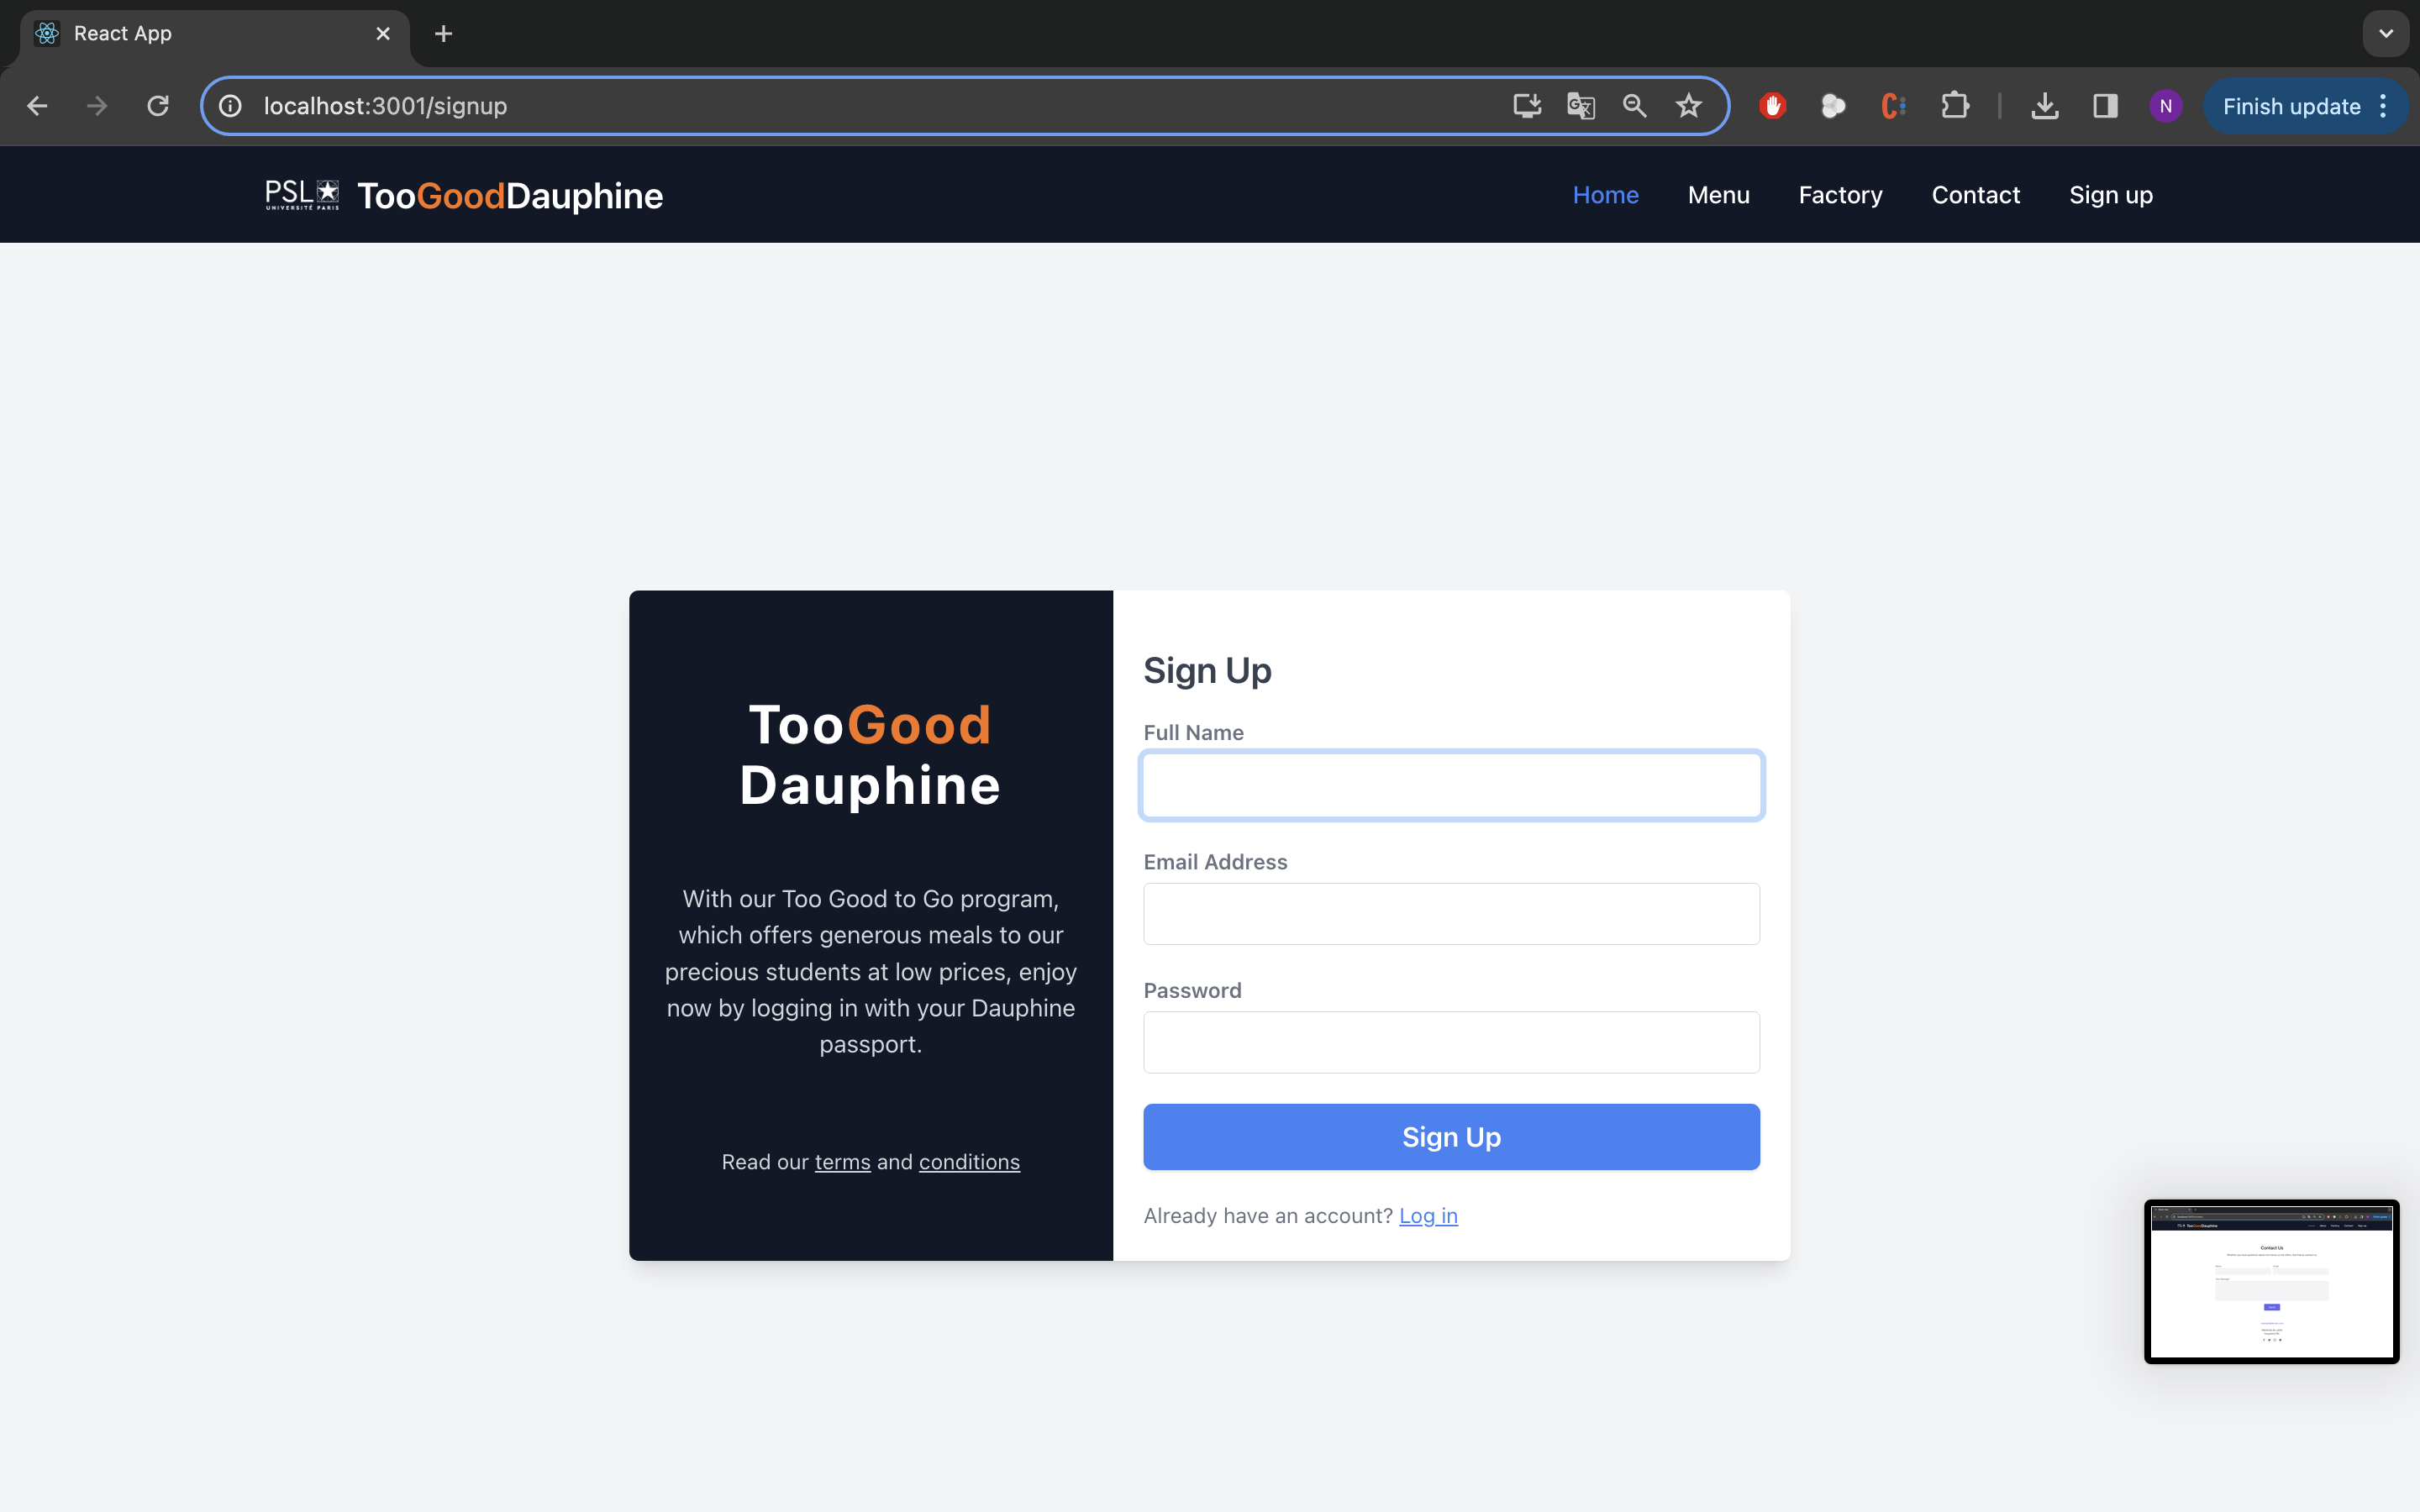 React App
localhost:3001/signup
N
Finish update
PSL
UNIVERSITÉ PARIS
TooGoodDauphine
Home
Menu
Factory
Contact
Sign up
TooGood
Dauphine
With our Too Good to Go program,
which offers generous meals to our
precious students at low prices, enjoy
now by logging in with your Dauphine
passport.
Read our terms and conditions
Sign Up
Full Name
Email Address
Password
Sign Up
Already have an account? Log in
TooGoodDauphine
Contact Us